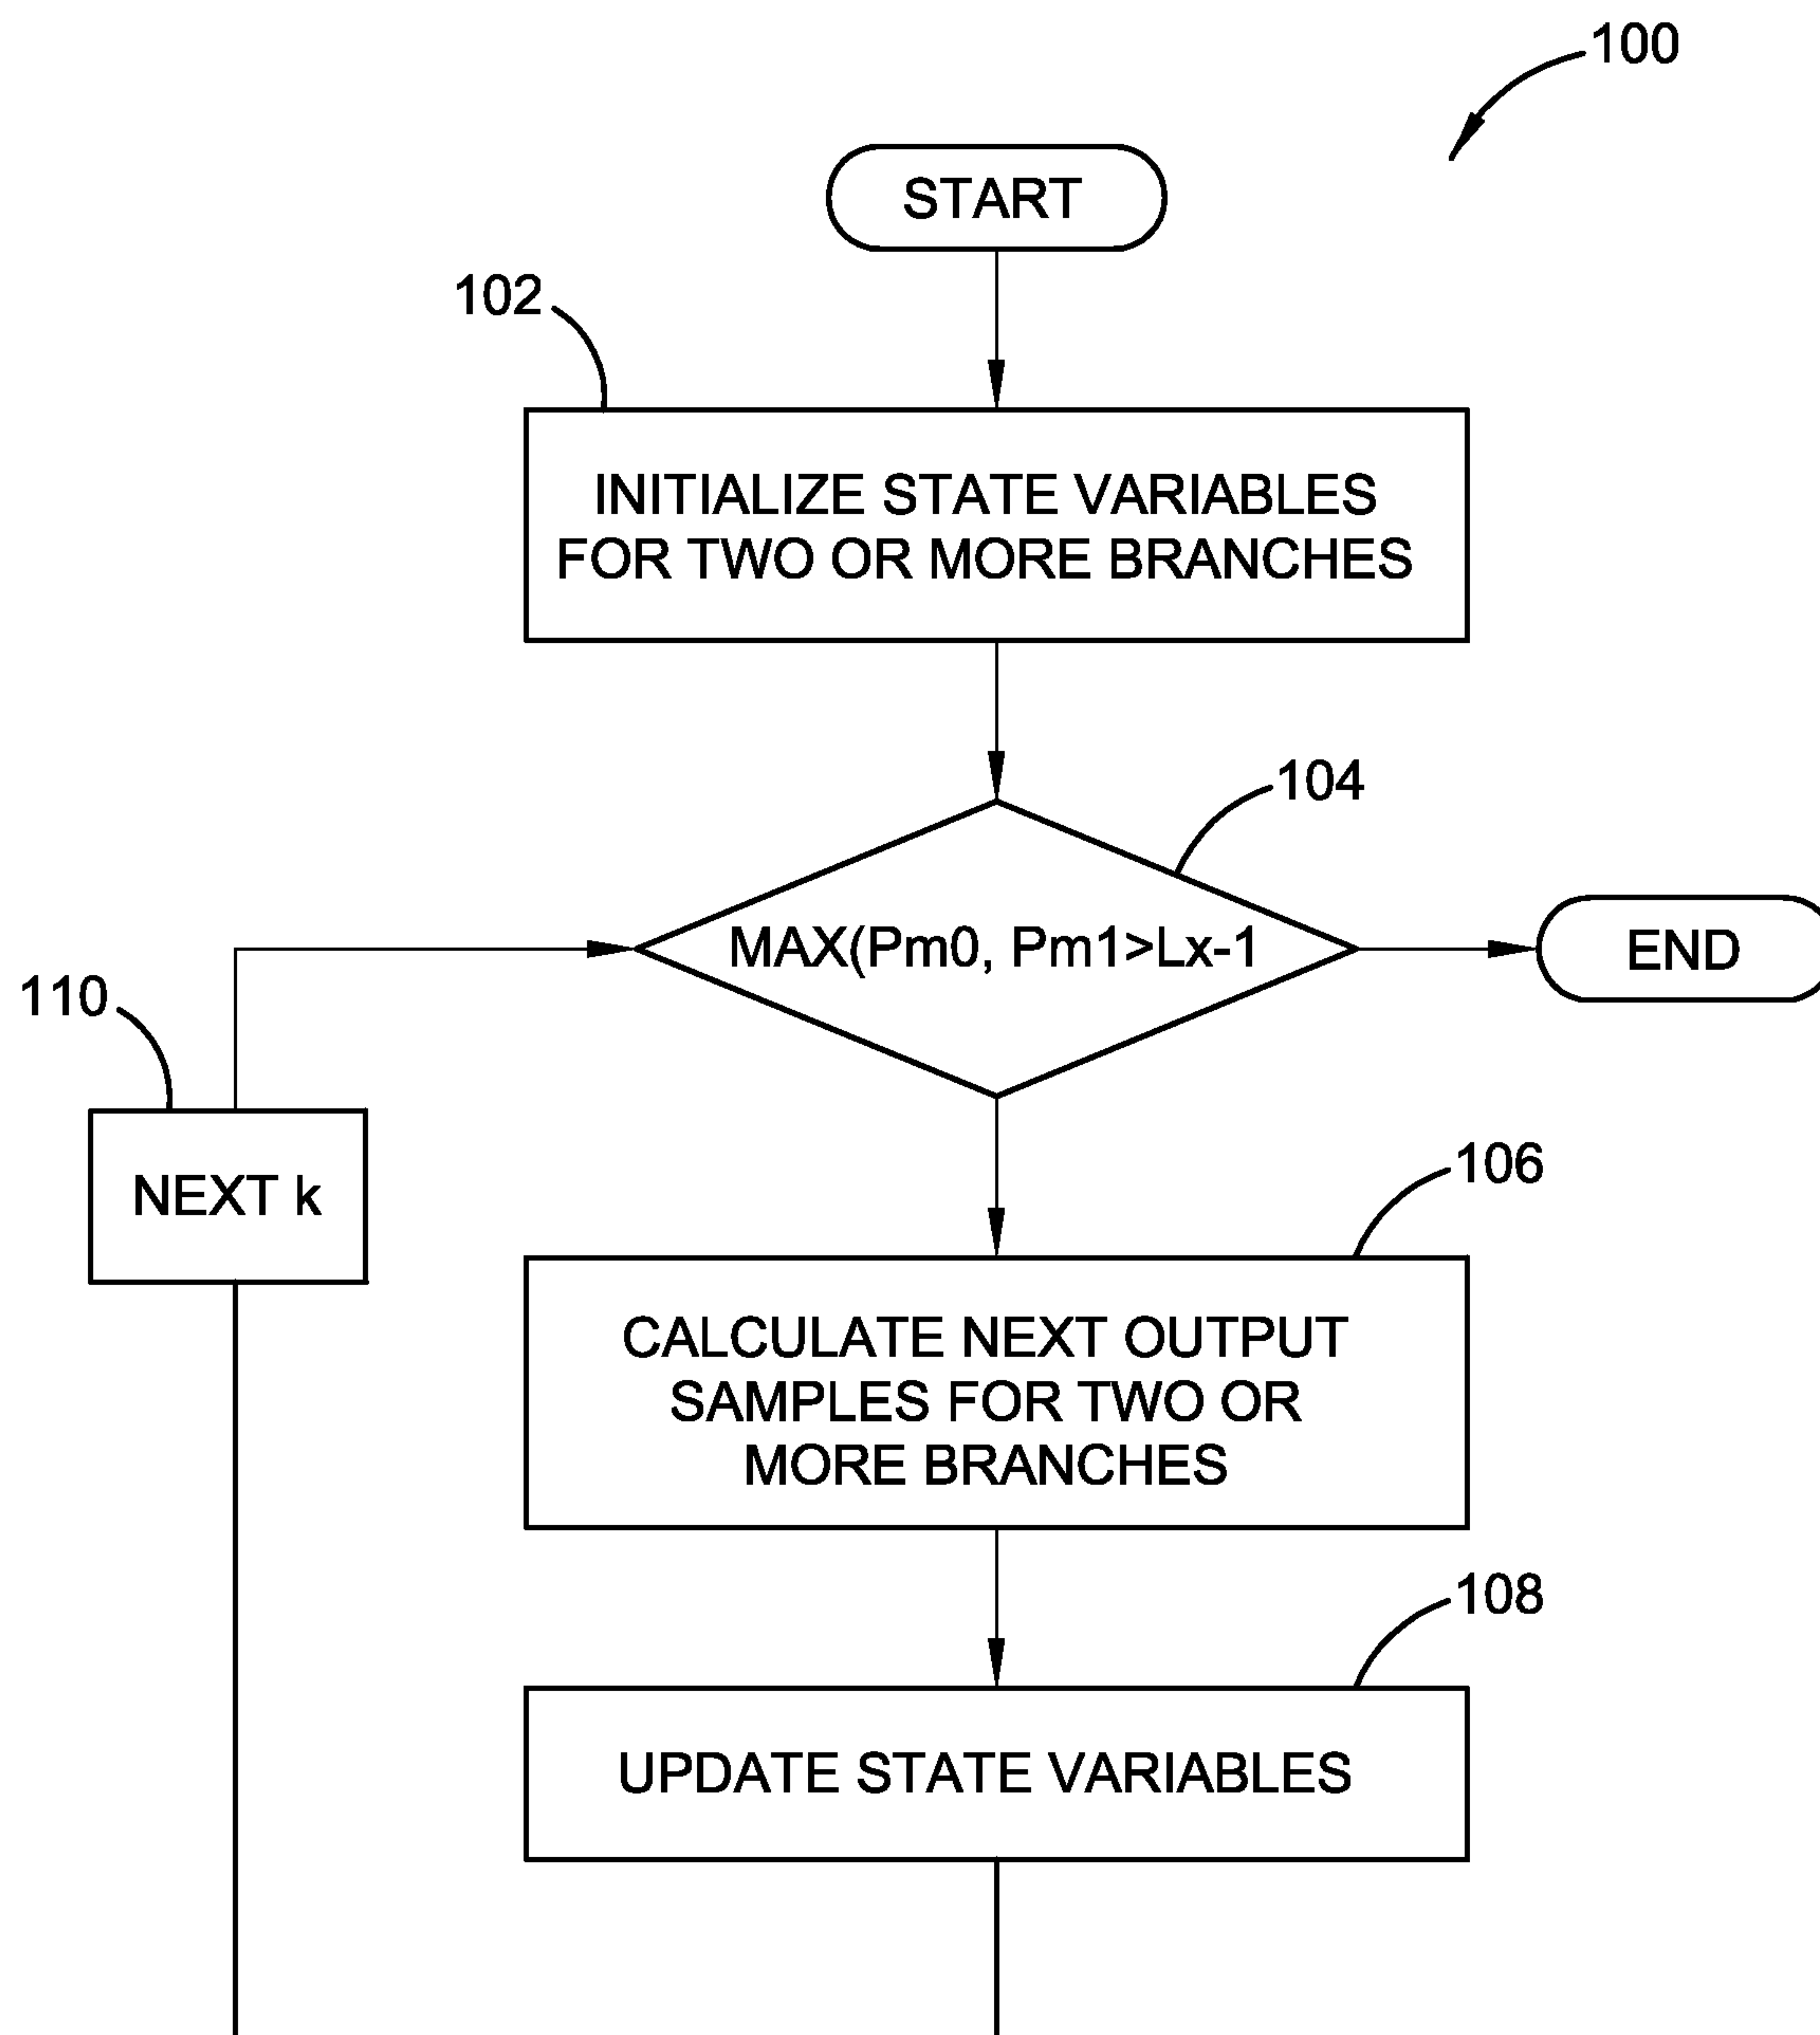 100
START
102
INITIALIZE STATE VARIABLES
FOR TWO OR MORE BRANCHES
104
MAX(Pm0, Pm1>Lx-1
END
110
NEXT k
106
CALCULATE NEXT OUTPUT
SAMPLES FOR TWO OR
MORE BRANCHES
108
UPDATE STATE VARIABLES